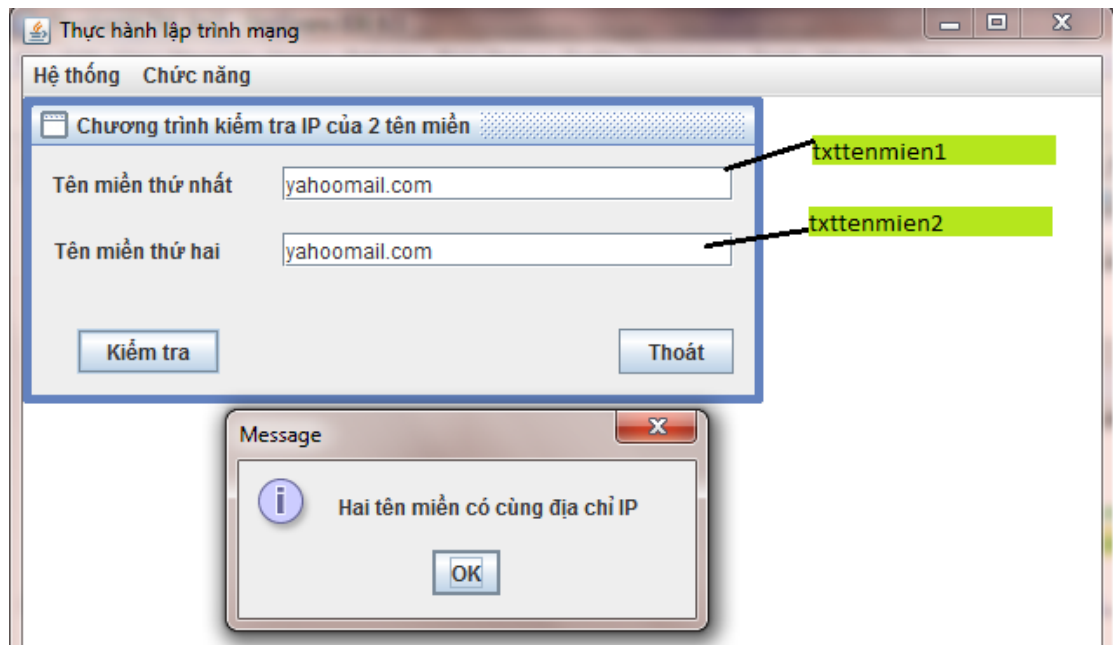 Thực hành lập trình mạng
Hệ thống Chức năng
Chương trình kiểm tra IP của 2 tên miền
txttenmien1
Tên miền thứ nhất yahoomail.com
txttenmien2
Tên miền thứ hai yahoomail.com
Kiểm tra Thoát
Message
Hai tên miền có cùng địa chỉ IP
OK